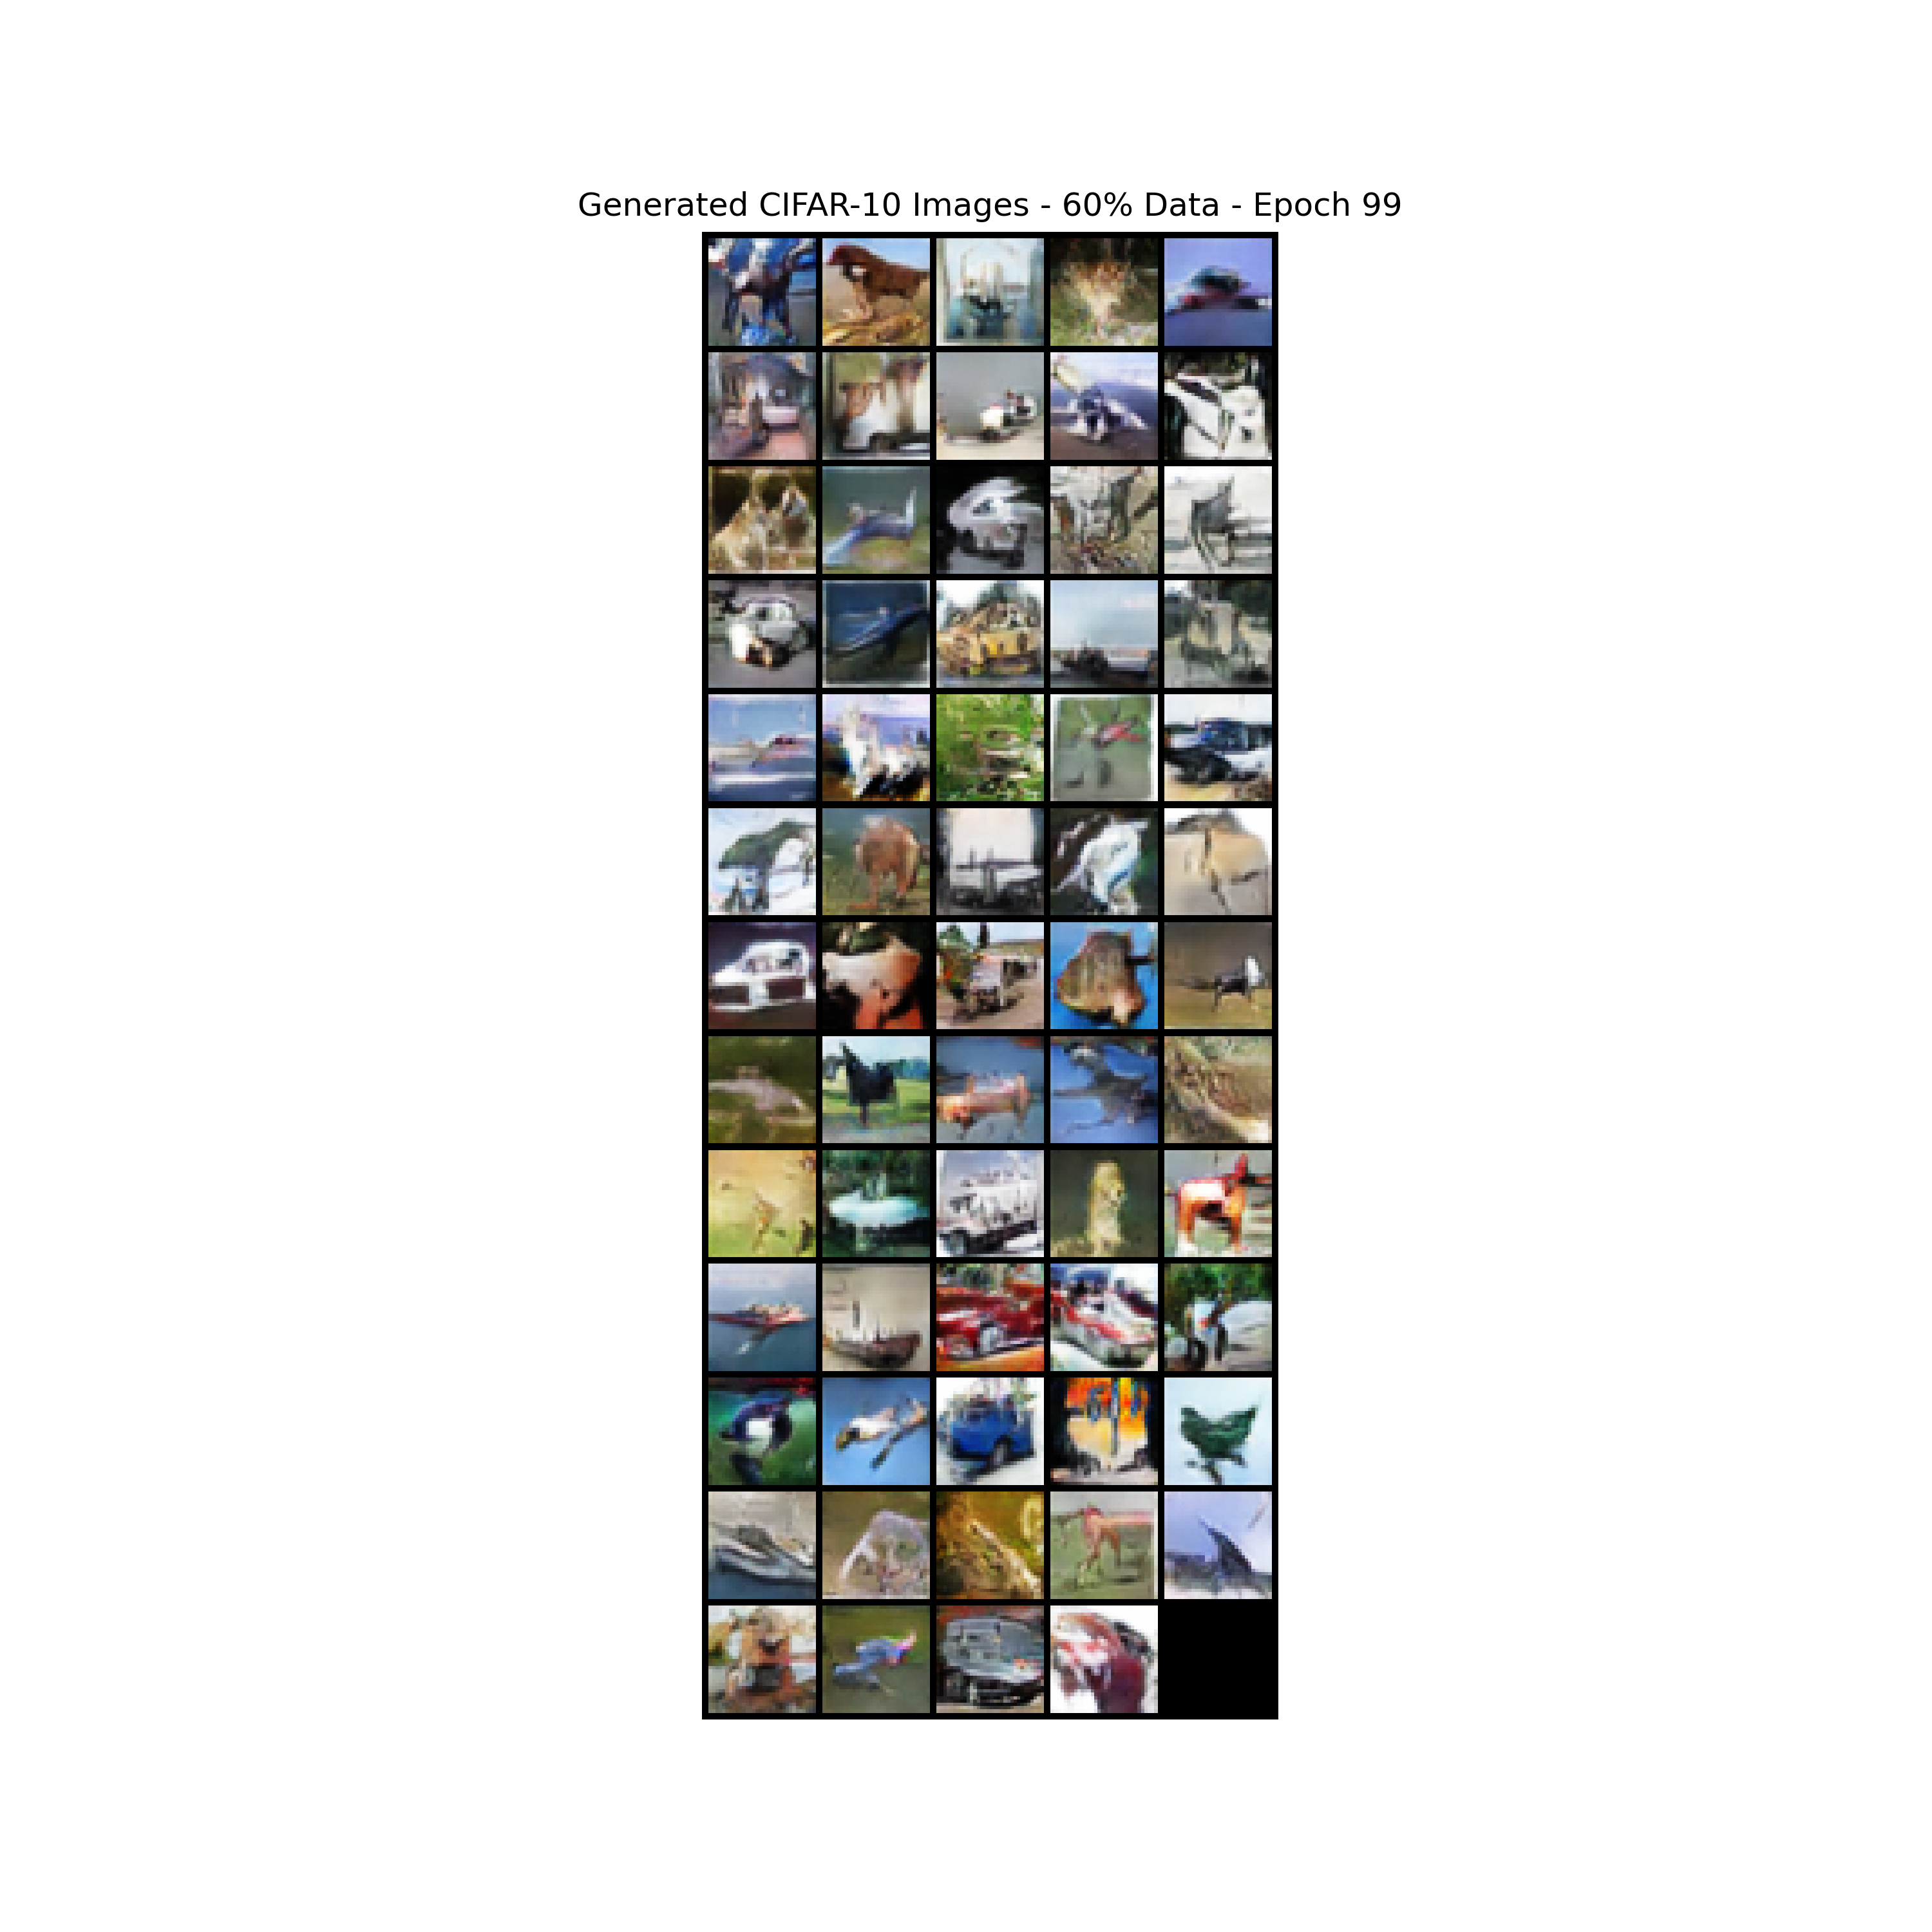 Generated CIFAR-10 Images - 60% Data - Epoch 99